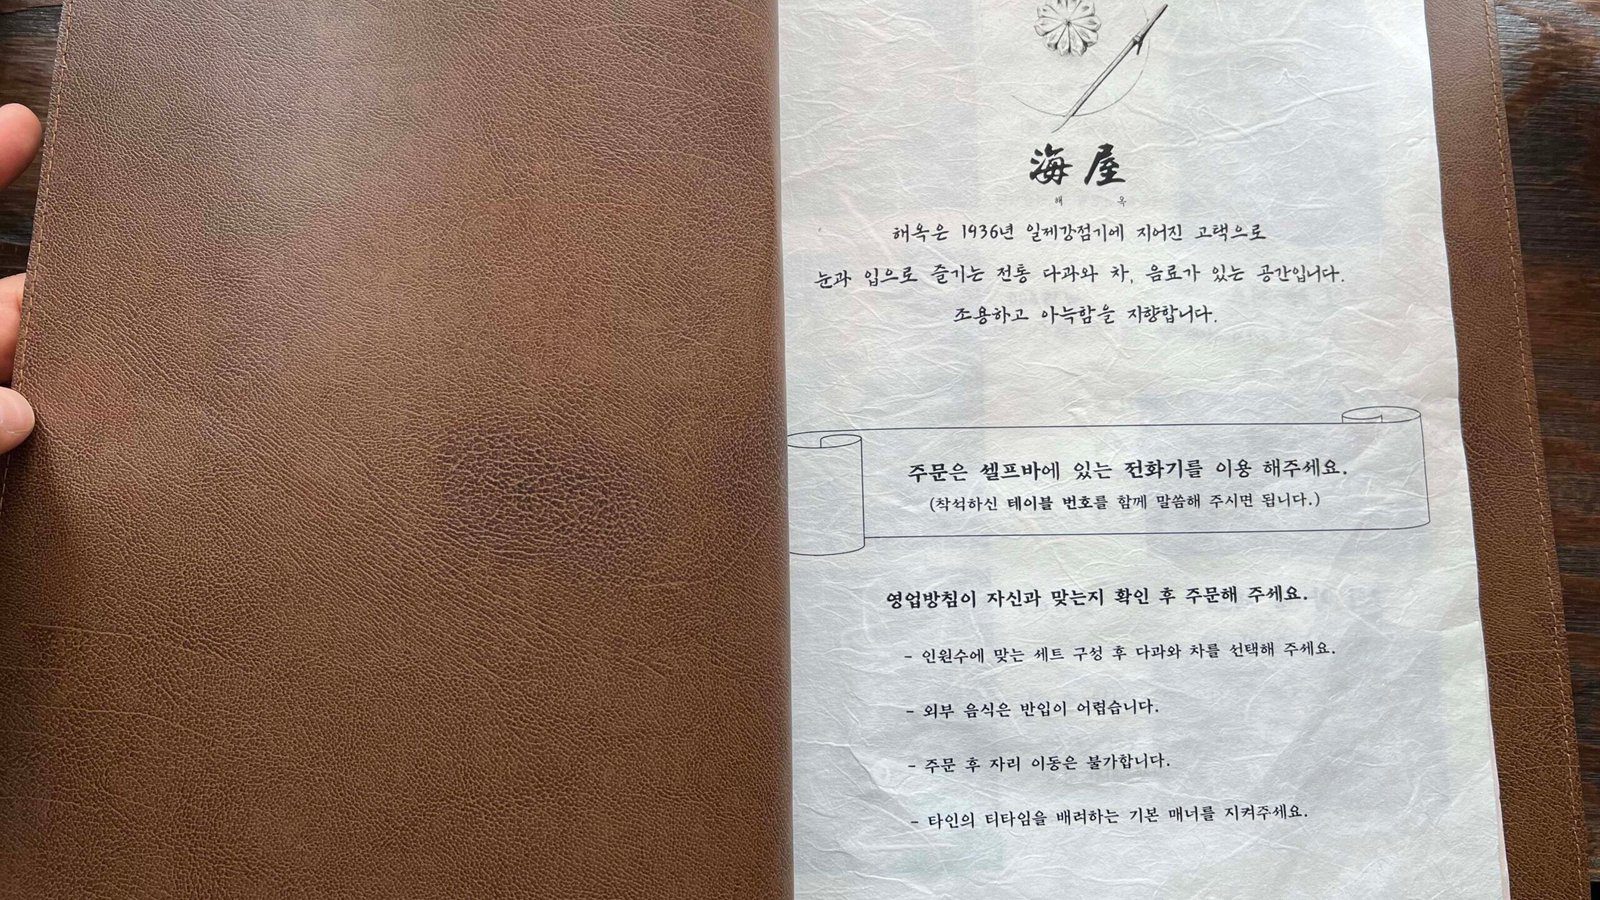 海屋
해 옥
해옥은 1936년 일제강점기에 지어진 고택으로
눈과 입으로 즐기는 전통 다과와 차, 음료가 있는 공간입니다.
조용하고 아늑함을 지향합니다.
주문은 셀프바에 있는 전화기를 이용 해주세요.
(착석하신 테이블 번호를 함께 말씀해 주시면 됩니다.)
영업방침이 자신과 맞는지 확인 후 주문해 주세요.
- 인원수에 맞는 세트 구성 후 다과와 차를 선택해 주세요.
- 외부 음식은 반입이 어렵습니다.
- 주문 후 자리 이동은 불가합니다.
- 타인의 티타임을 배려하는 기본 매너를 지켜주세요.